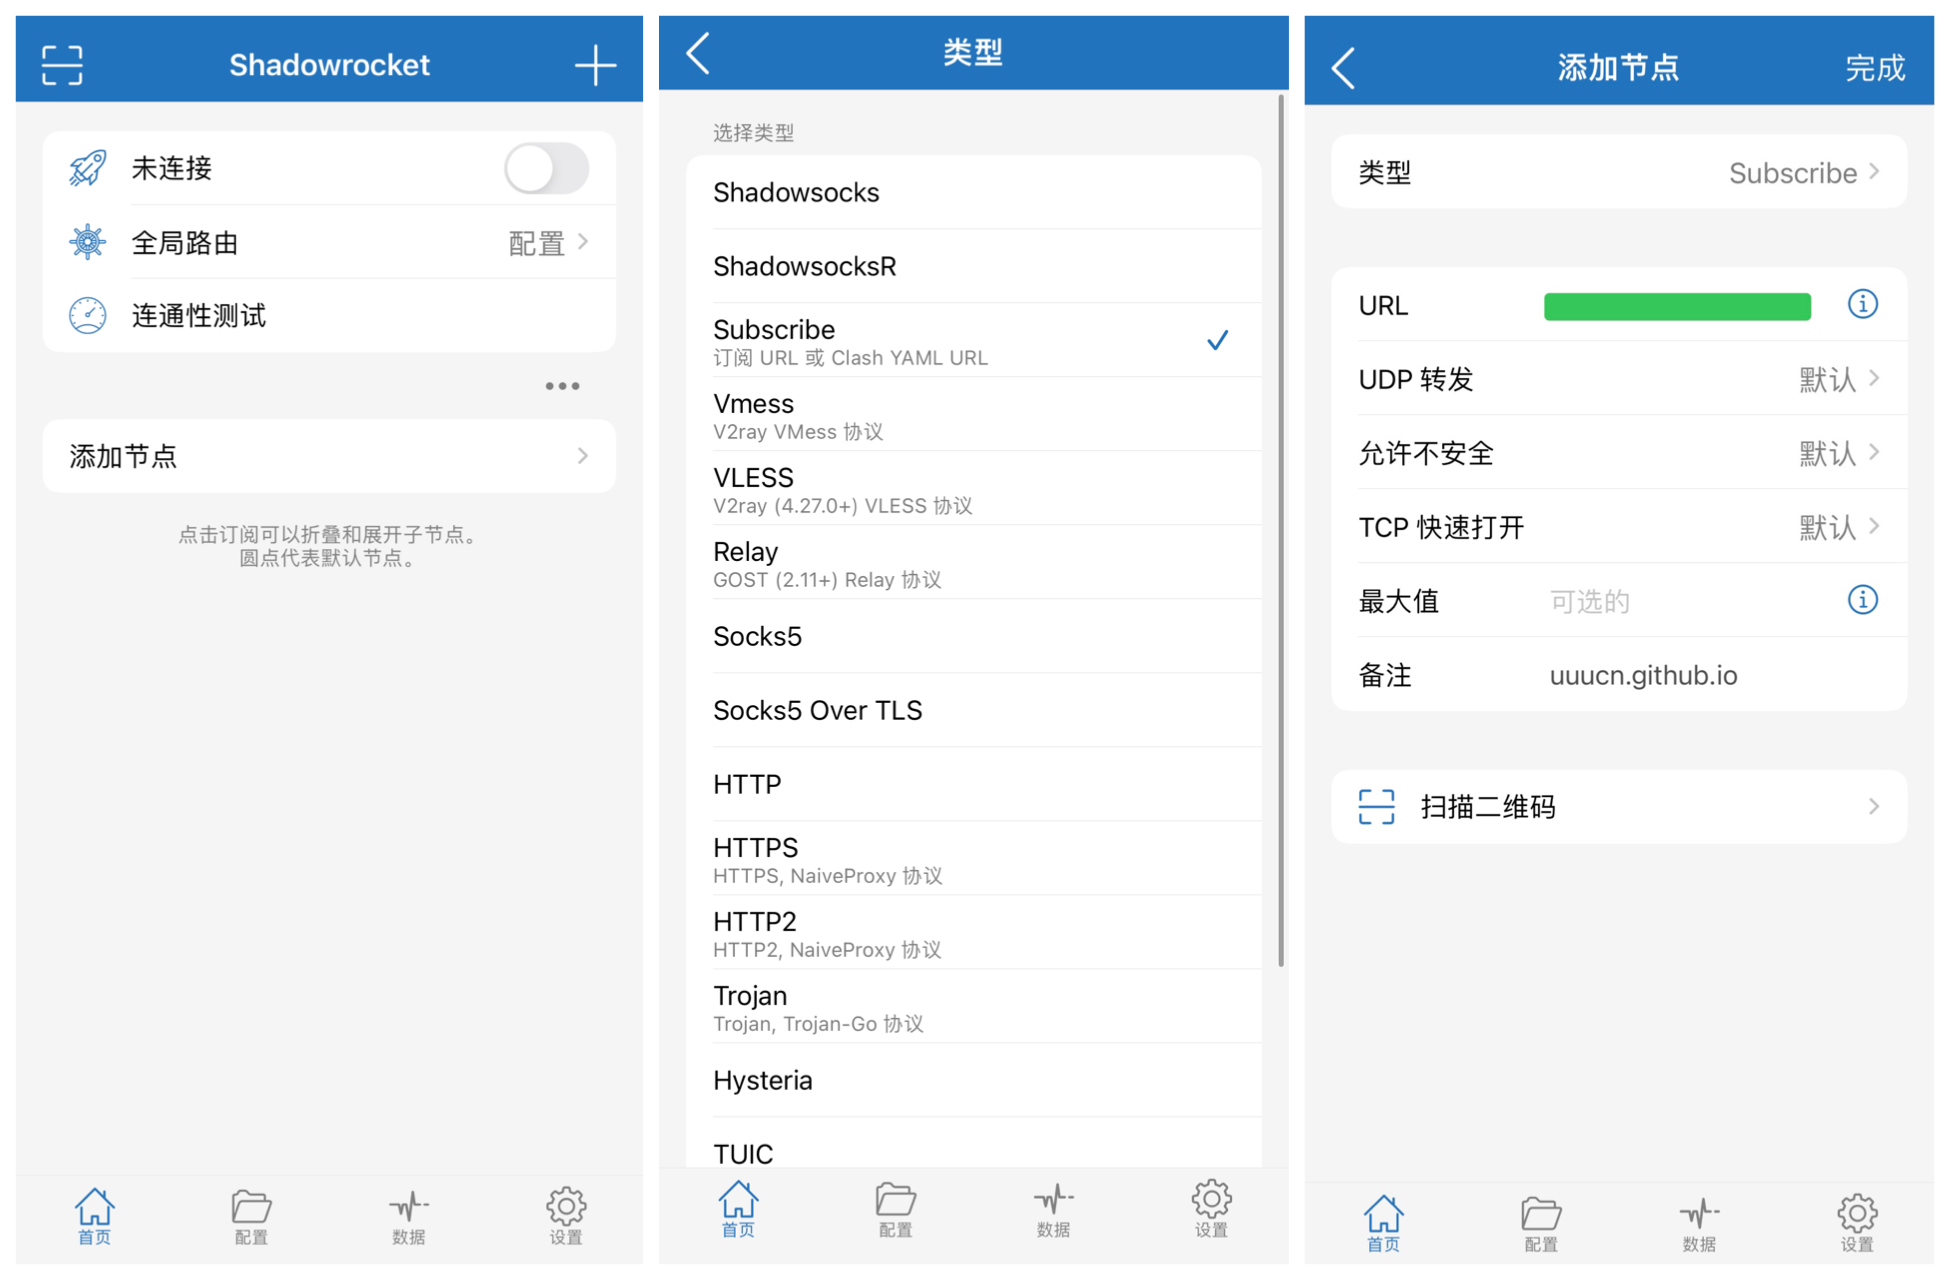 Shadowrocket
未连接
全局路由
配置
连通性测试
添加节点
点击订阅可以折叠和展开子节点。
圆点代表默认节点。
首页
配置
数据
设置
类型
选择类型
Shadowsocks
ShadowsocksR
Subscribe
订阅 URL 或 Clash YAML URL
Vmess
V2ray VMess 协议
VLESS
V2ray (4.27.0+) VLESS 协议
Relay
GOST (2.11+) Relay 协议
Socks5
Socks5 Over TLS
HTTP
HTTPS
HTTPS, NaiveProxy 协议
HTTP2
HTTP2, NaiveProxy 协议
Trojan
Trojan, Trojan-Go 协议
Hysteria
TUIC
首页
配置
数据
设置
添加节点
完成
类型
Subscribe
URL
UDP 转发
默认
允许不安全
默认
TCP 快速打开
默认
最大值
可选的
备注
uuucn.github.io
扫描二维码
首页
配置
数据
设置